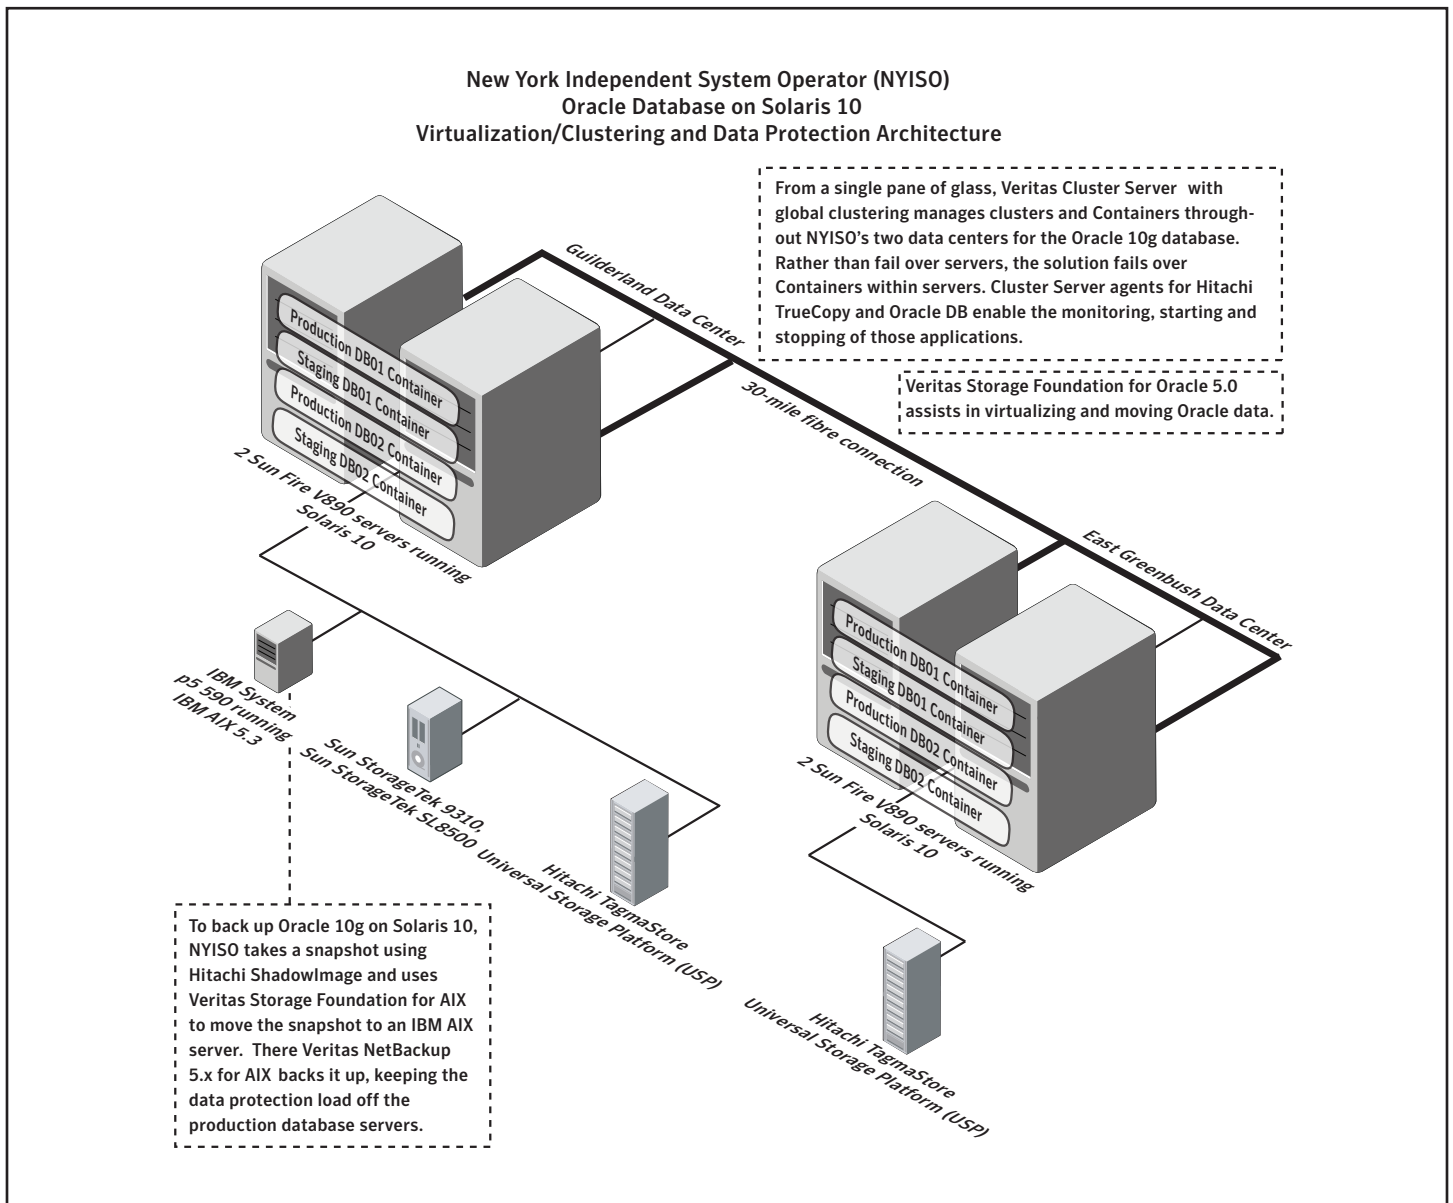 New York Independent System Operator (NYISO)
Oracle Database on Solaris 10
Virtualization/Clustering and Data Protection Architecture
From a single pane of glass, Veritas Cluster Server with
global clustering manages clusters and Containers through-
out NYISO's two data centers for the Oracle 10g database.
Rather than fail over servers, the solution fails over
Containers within servers. Cluster Server agents for Hitachi
TrueCopy and Oracle DB enable the monitoring, starting and
stopping of those applications.
Veritas Storage Foundation for Oracle 5.0
assists in virtualizing and moving Oracle data.
Guilderland Data Center
30-mile fibre connection
East Greenbush Data Center
Production DB01 Container
Staging DB01 Container
Production DB02 Container
Staging DB02 Container
2 Sun Fire V890 servers running
Solaris 10
Production DB01 Container
Staging DB01 Container
Production DB02 Container
Staging DB02 Container
2 Sun Fire V890 servers running
Solaris 10
IBM System
p5 590 running
IBM AIX 5.3
Sun StorageTek 9310,
Sun StorageTek SL8500
Hitachi TagmaStore
Universal Storage Platform (USP)
Hitachi TagmaStore
Universal Storage Platform (USP)
To back up Oracle 10g on Solaris 10,
NYISO takes a snapshot using
Hitachi ShadowImage and uses
Veritas Storage Foundation for AIX
to move the snapshot to an IBM AIX
server. There Veritas NetBackup
5.x for AIX backs it up, keeping the
data protection load off the
production database servers.